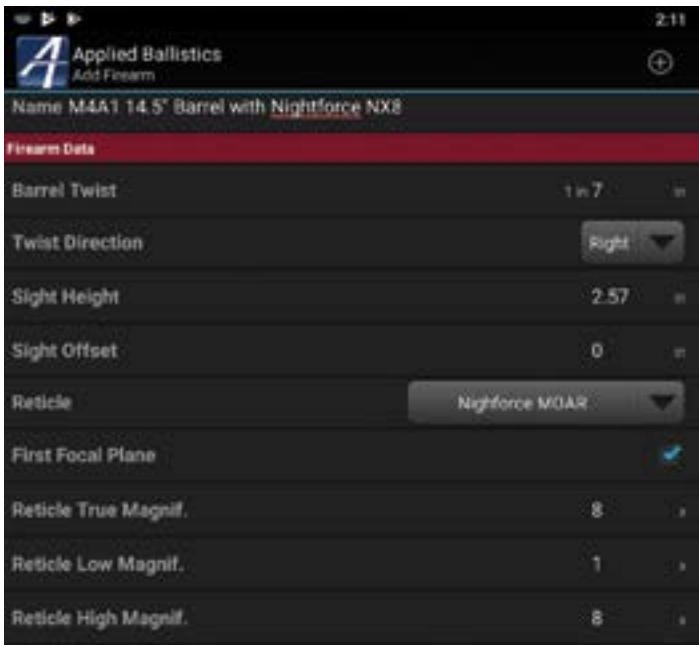 2:11
Applied Ballistics
Add Firearm
Name M4A1 14.5" Barrel with Nightforce NX8
Firearm Data
Barrel Twist 1 in 7 in
Twist Direction Right
Sight Height 2.57 in
Sight Offset 0 in
Reticle Nighforce MOAR
First Focal Plane
Reticle True Magnif. 8 x
Reticle Low Magnif. 1 x
Reticle High Magnif. 8 x